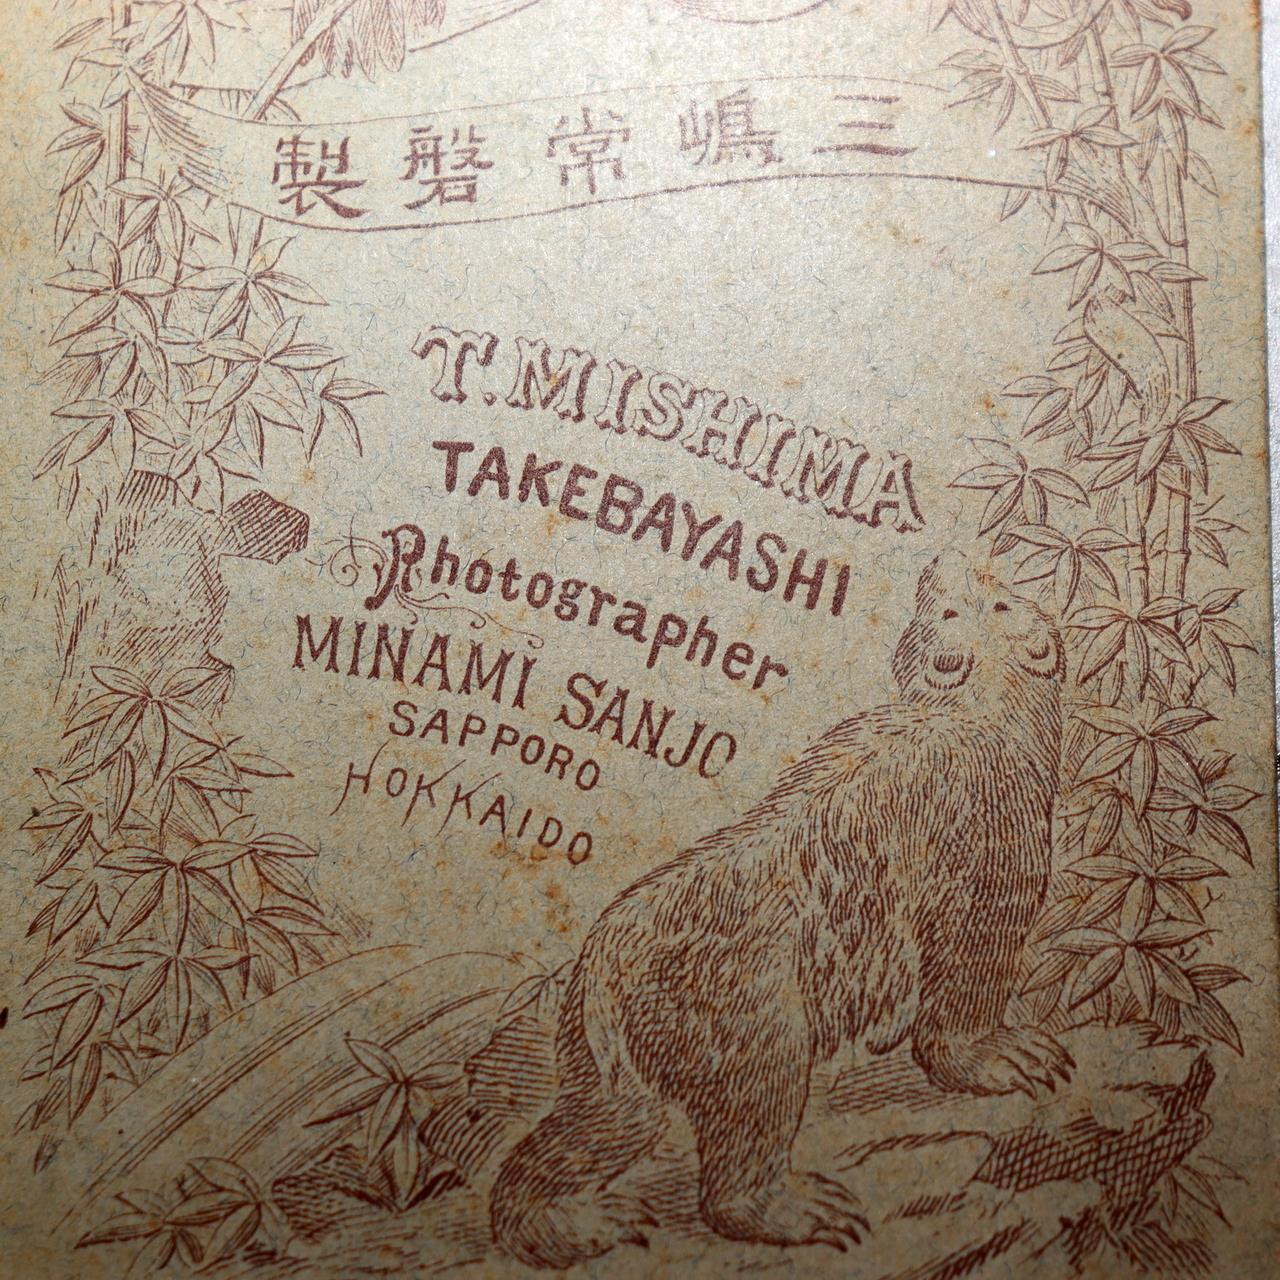 三嶋常磐製
T. MISHIMA
TAKEBAYASHI
Photographer
MINAMI SANJO
SAPPORO
HOKKAIDO